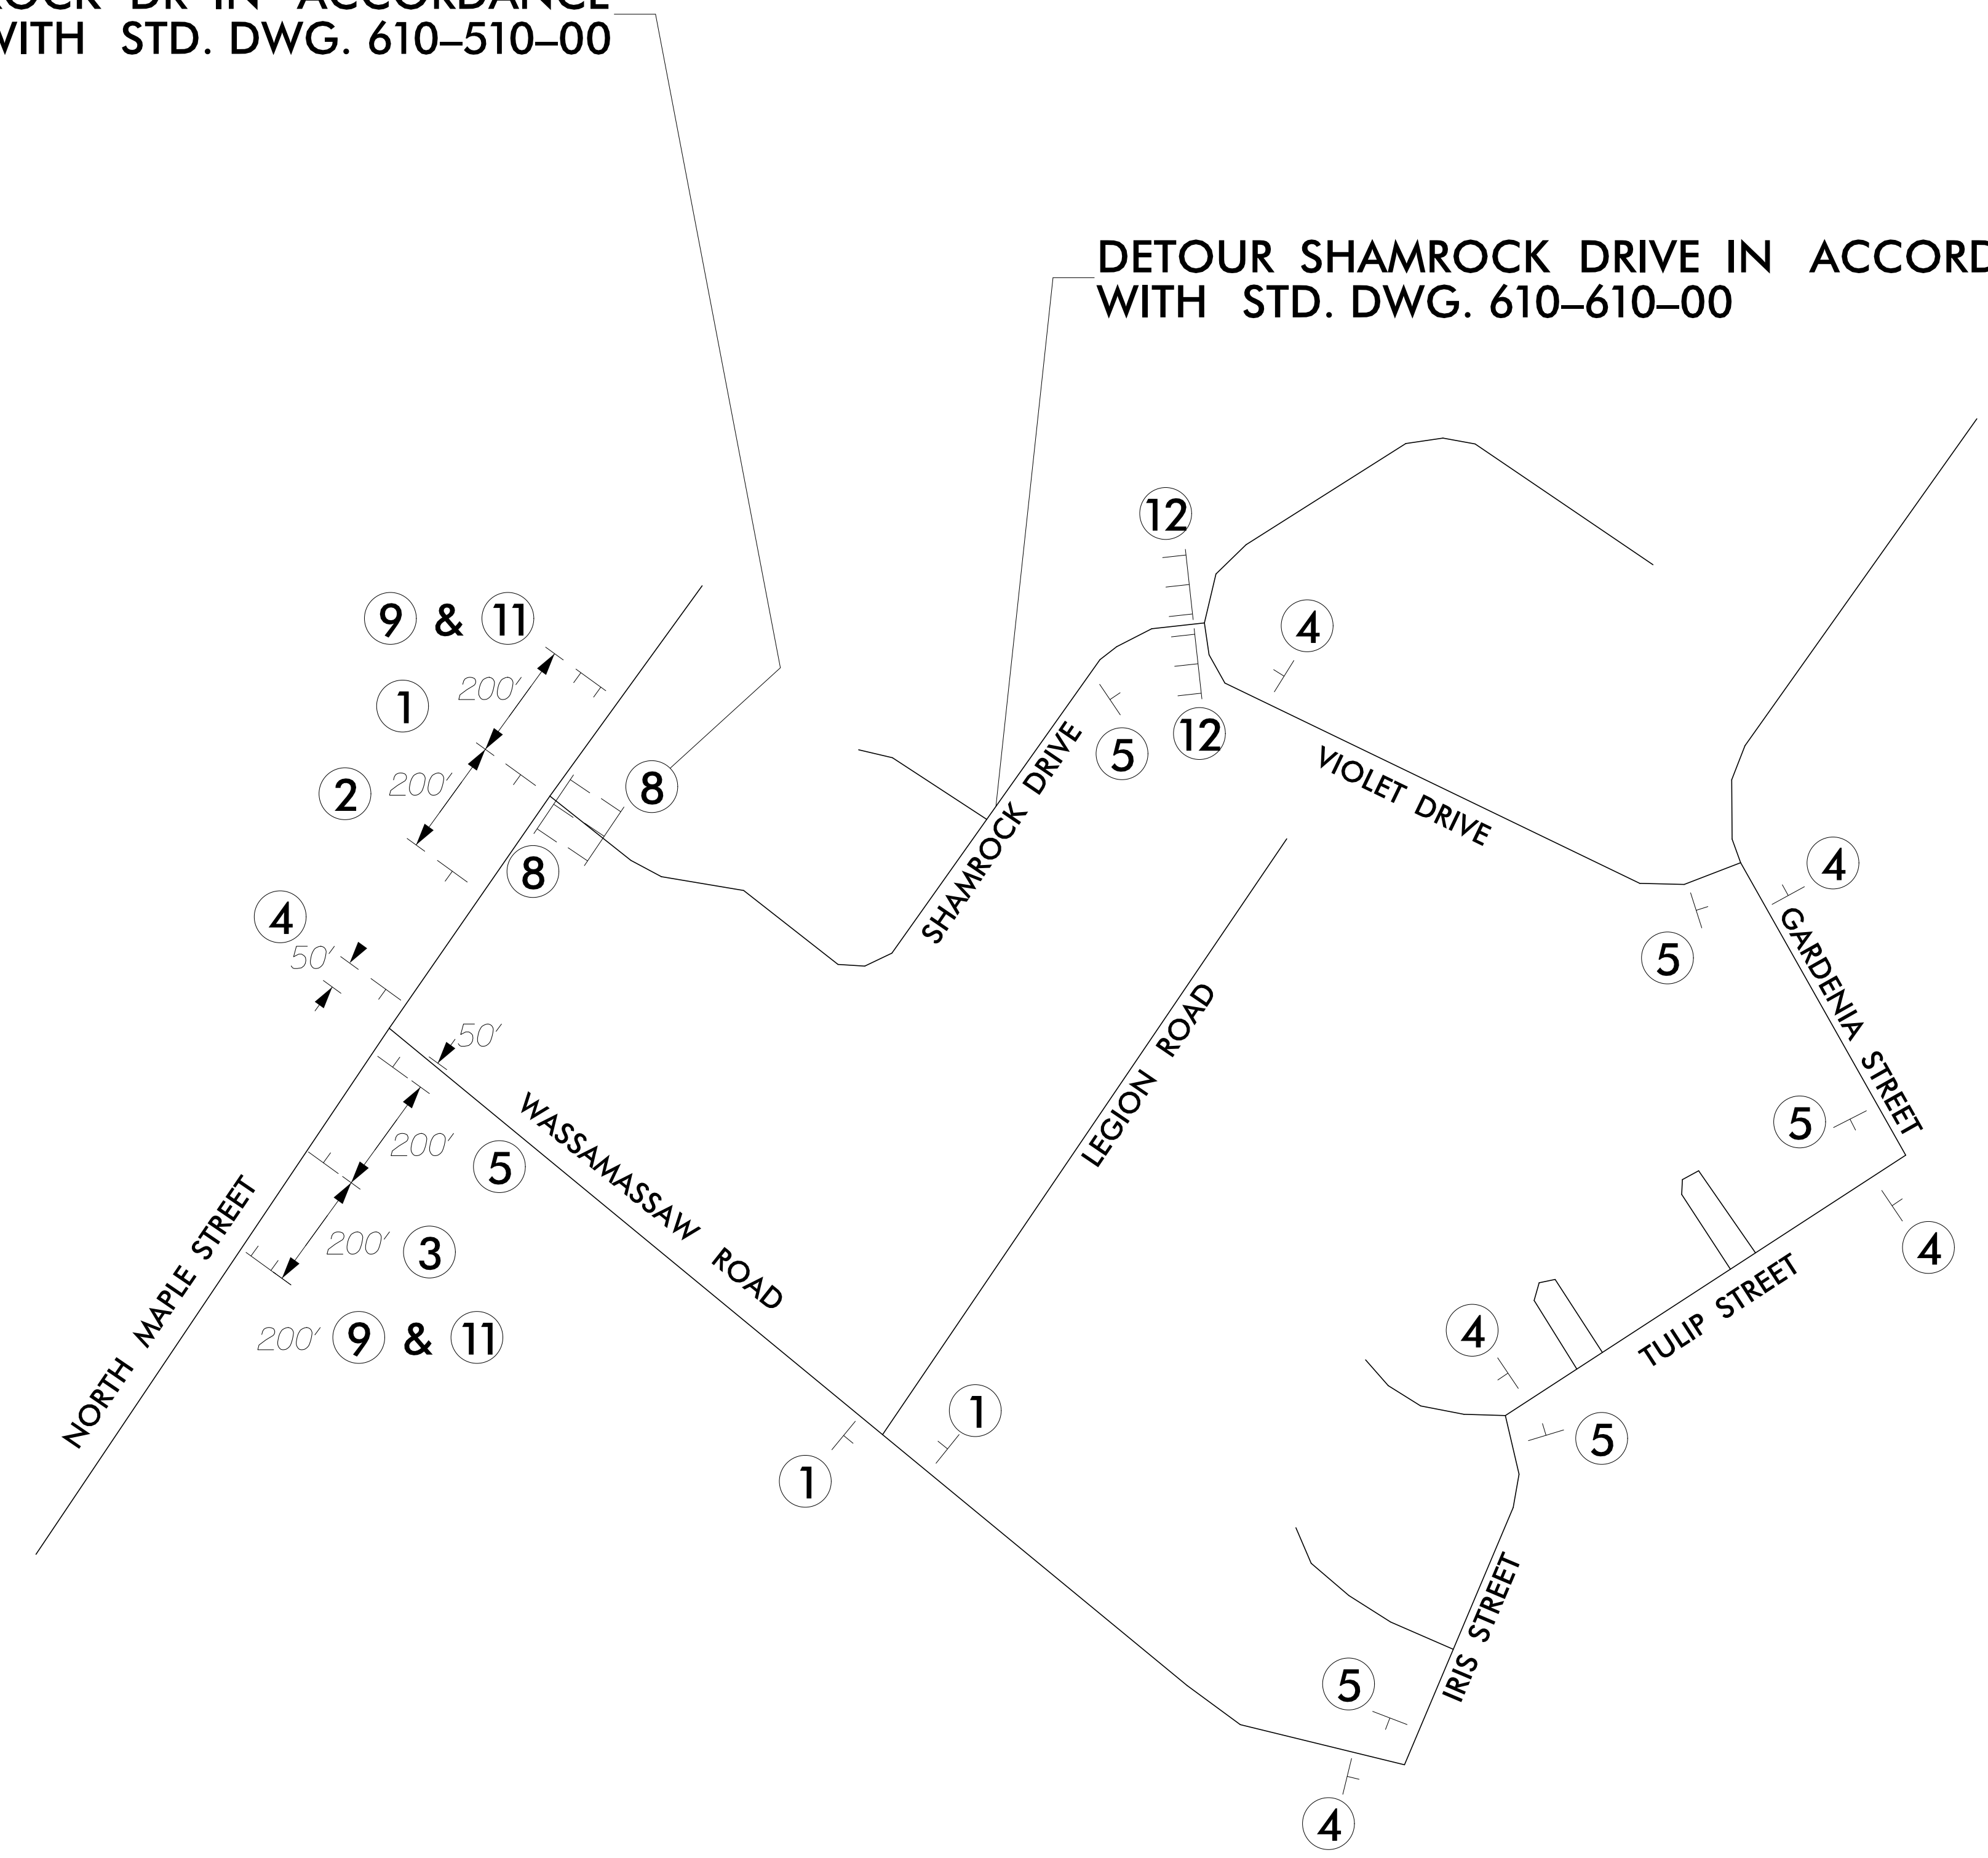 WITH STD. DWG. 610–510–00
DETOUR SHAMROCK DRIVE IN
WITH STD. DWG. 610–610–00
12
9 & 11
4
1
200'
12
5
2
200'
8
SHAMROCK DRIVE
VIOLET DRIVE
8
4
4
50'
5
GARDENIA STREET
50'
LEGION ROAD
WASSAMASSAW ROAD
200'
5
5
NORTH MAPLE STREET
200'
3
4
200'
9 & 11
TULIP STREET
4
1
5
1
IRIS STREET
5
4